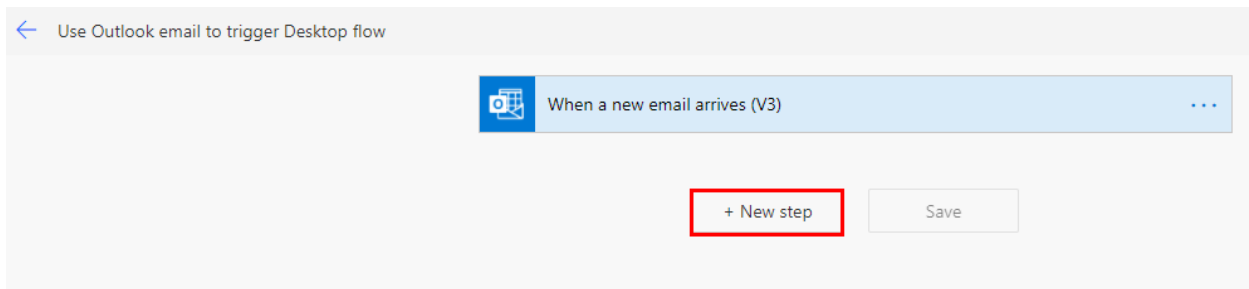 Use Outlook email to trigger Desktop flow
When a new email arrives (V3)
+ New step
Save